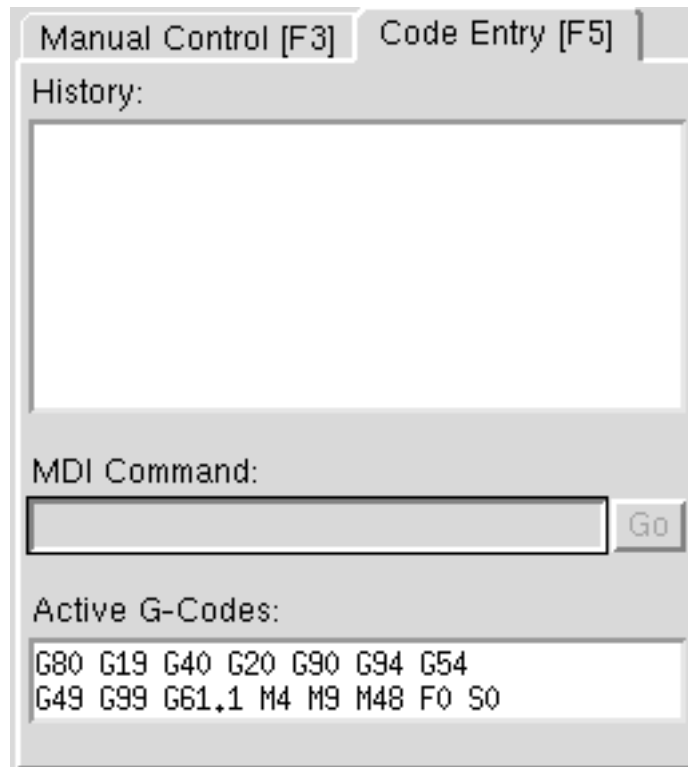 Manual Control [F3] Code Entry [F5]
History:
MDI Command:
Go
Active G-Codes:
G80 G19 G40 G20 G90 G94 G54
G49 G99 G61.1 M4 M9 M48 F0 S0